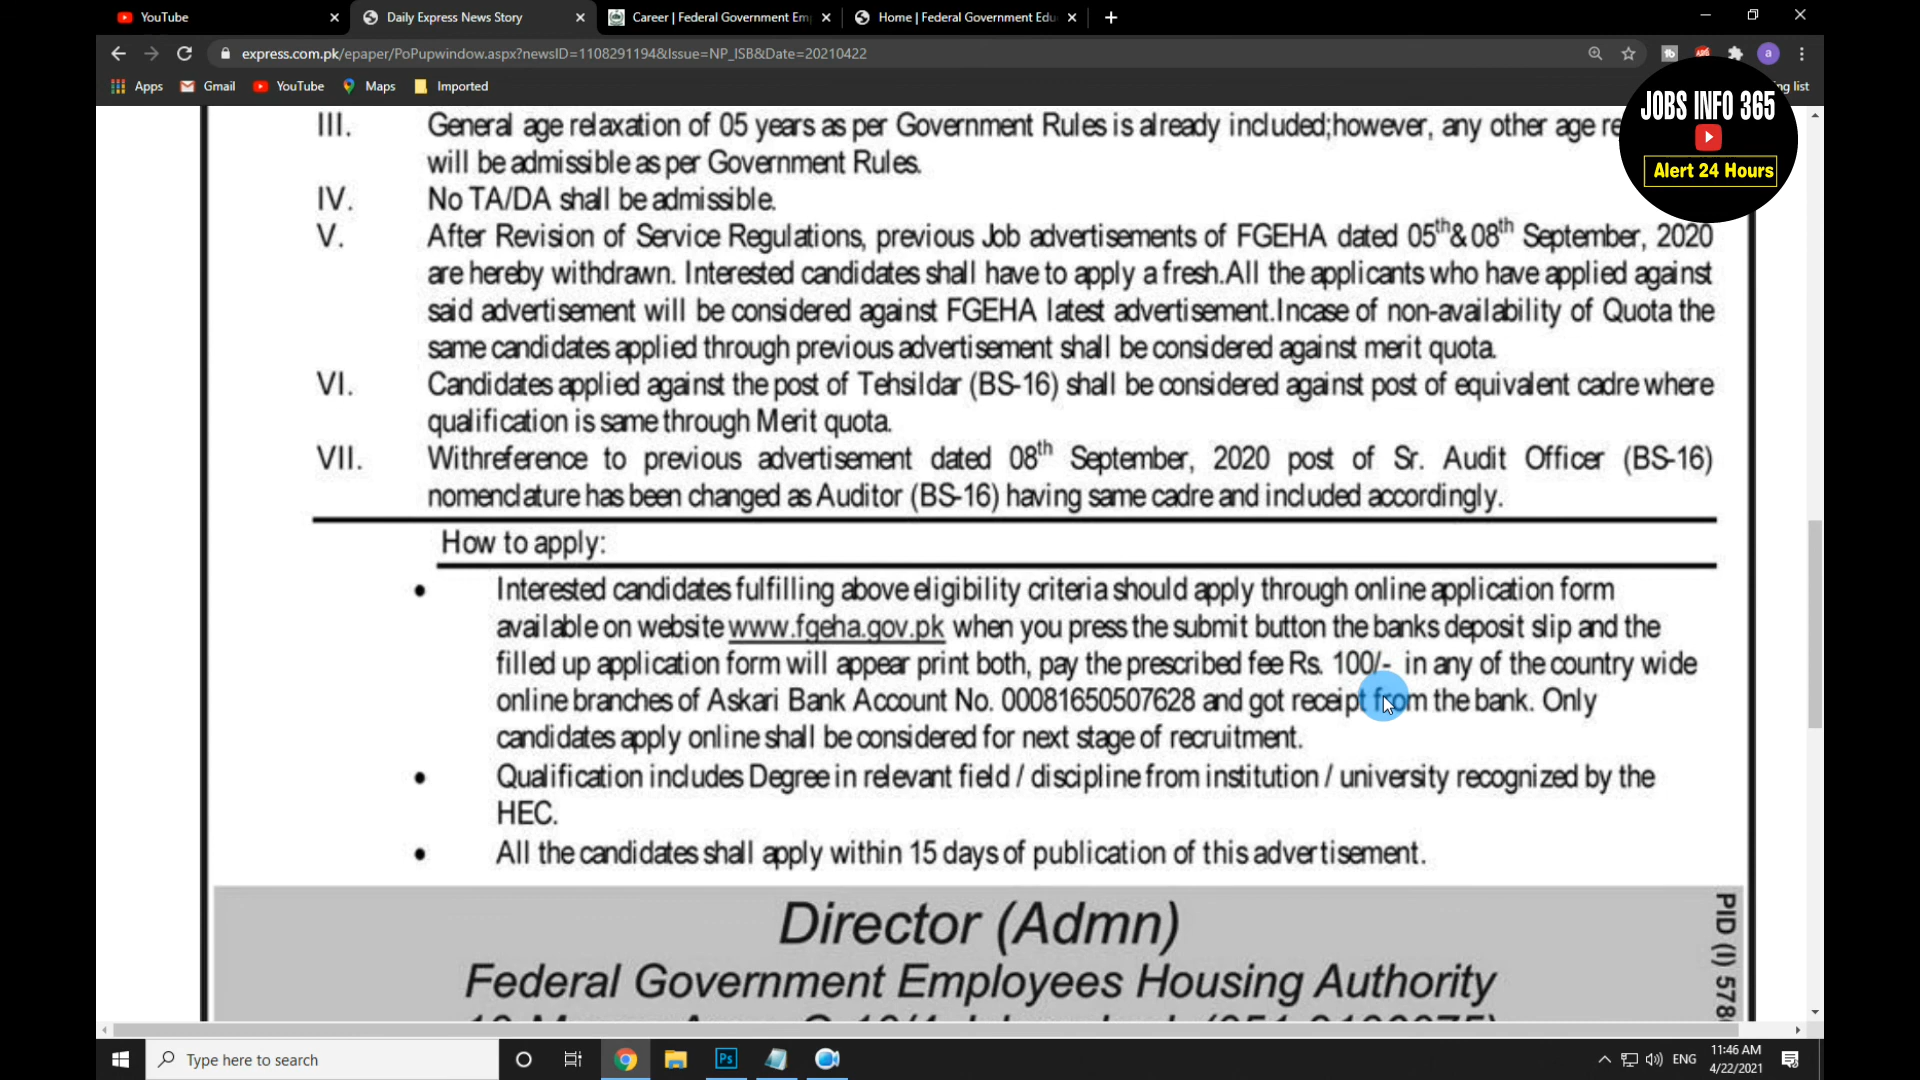 YouTube
Daily Express News Story
Career | Federal Government Em
Home | Federal Government Edu
express.com.pk/epaper/PoPupwindow.aspx?newsID=1108291194&Issue=NP_ISB&Date=20210422
Apps Gmail YouTube Maps Imported
ng list
JOBS INFO 365
Alert 24 Hours
III. General age relaxation of 05 years as per Government Rules is already included;however, any other age re
will be admissible as per Government Rules.
IV. No TA/DA shall be admissible.
V. After Revision of Service Regulations, previous Job advertisements of FGEHA dated 05th&08th September, 2020
are hereby withdrawn. Interested candidates shall have to apply a fresh.All the applicants who have applied against
said advertisement will be considered against FGEHA latest advertisement.Incase of non-availability of Quota the
same candidates applied through previous advertisement shall be considered against merit quota.
VI. Candidates applied against the post of Tehsildar (BS-16) shall be considered against post of equivalent cadre where
qualification is same through Merit quota.
VII. Withreference to previous advertisement dated 08th September, 2020 post of Sr. Audit Officer (BS-16)
nomenclature has been changed as Auditor (BS-16) having same cadre and included accordingly.
How to apply:
• Interested candidates fulfilling above eligibility criteria should apply through online application form
available on website www.fgeha.gov.pk when you press the submit button the banks deposit slip and the
filled up application form will appear print both, pay the prescribed fee Rs. 100/- in any of the country wide
online branches of Askari Bank Account No. 00081650507628 and got receipt from the bank. Only
candidates apply online shall be considered for next stage of recruitment.
• Qualification includes Degree in relevant field / discipline from institution / university recognized by the
HEC.
• All the candidates shall apply within 15 days of publication of this advertisement.
Director (Admn)
Federal Government Employees Housing Authority
PID (I) 578
Type here to search
Ps
ENG
11:46 AM
4/22/2021